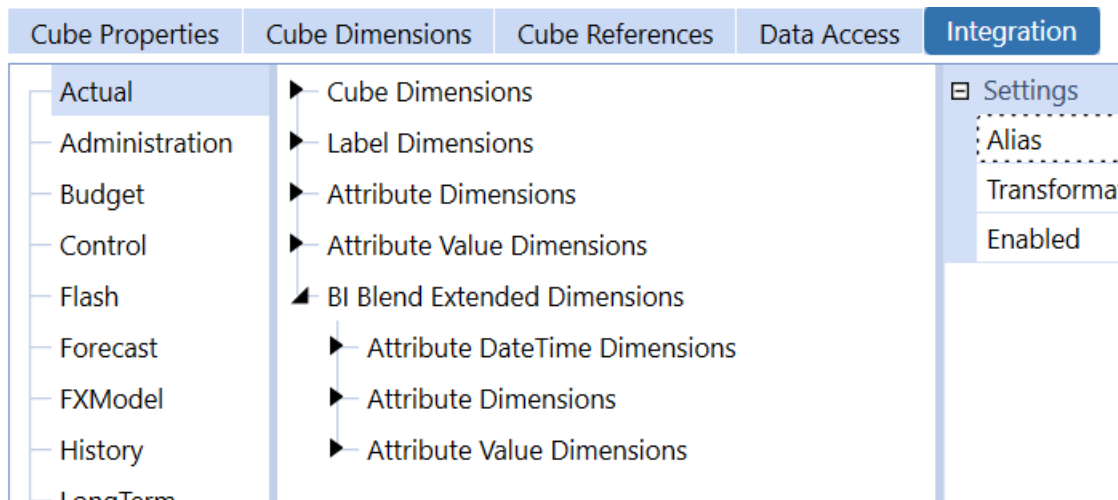 Cube Properties Cube Dimensions Cube References Data Access Integration
Actual
Administration
Budget
Control
Flash
Forecast
FXModel
History
LongTerm
Cube Dimensions
Label Dimensions
Attribute Dimensions
Attribute Value Dimensions
BI Blend Extended Dimensions
Attribute DateTime Dimensions
Attribute Dimensions
Attribute Value Dimensions
Settings
Alias
Transforma
Enabled